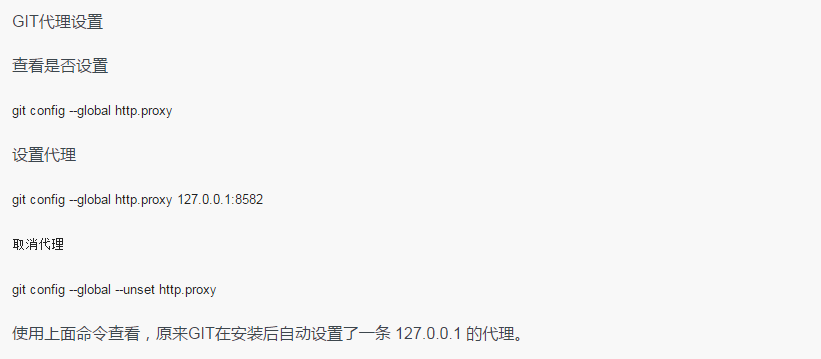 GIT代理设置
查看是否设置
git config --global http.proxy
设置代理
git config --global http.proxy 127.0.0.1:8582
取消代理
git config --global --unset http.proxy
使用上面命令查看，原来GIT在安装后自动设置了一条 127.0.0.1 的代理。